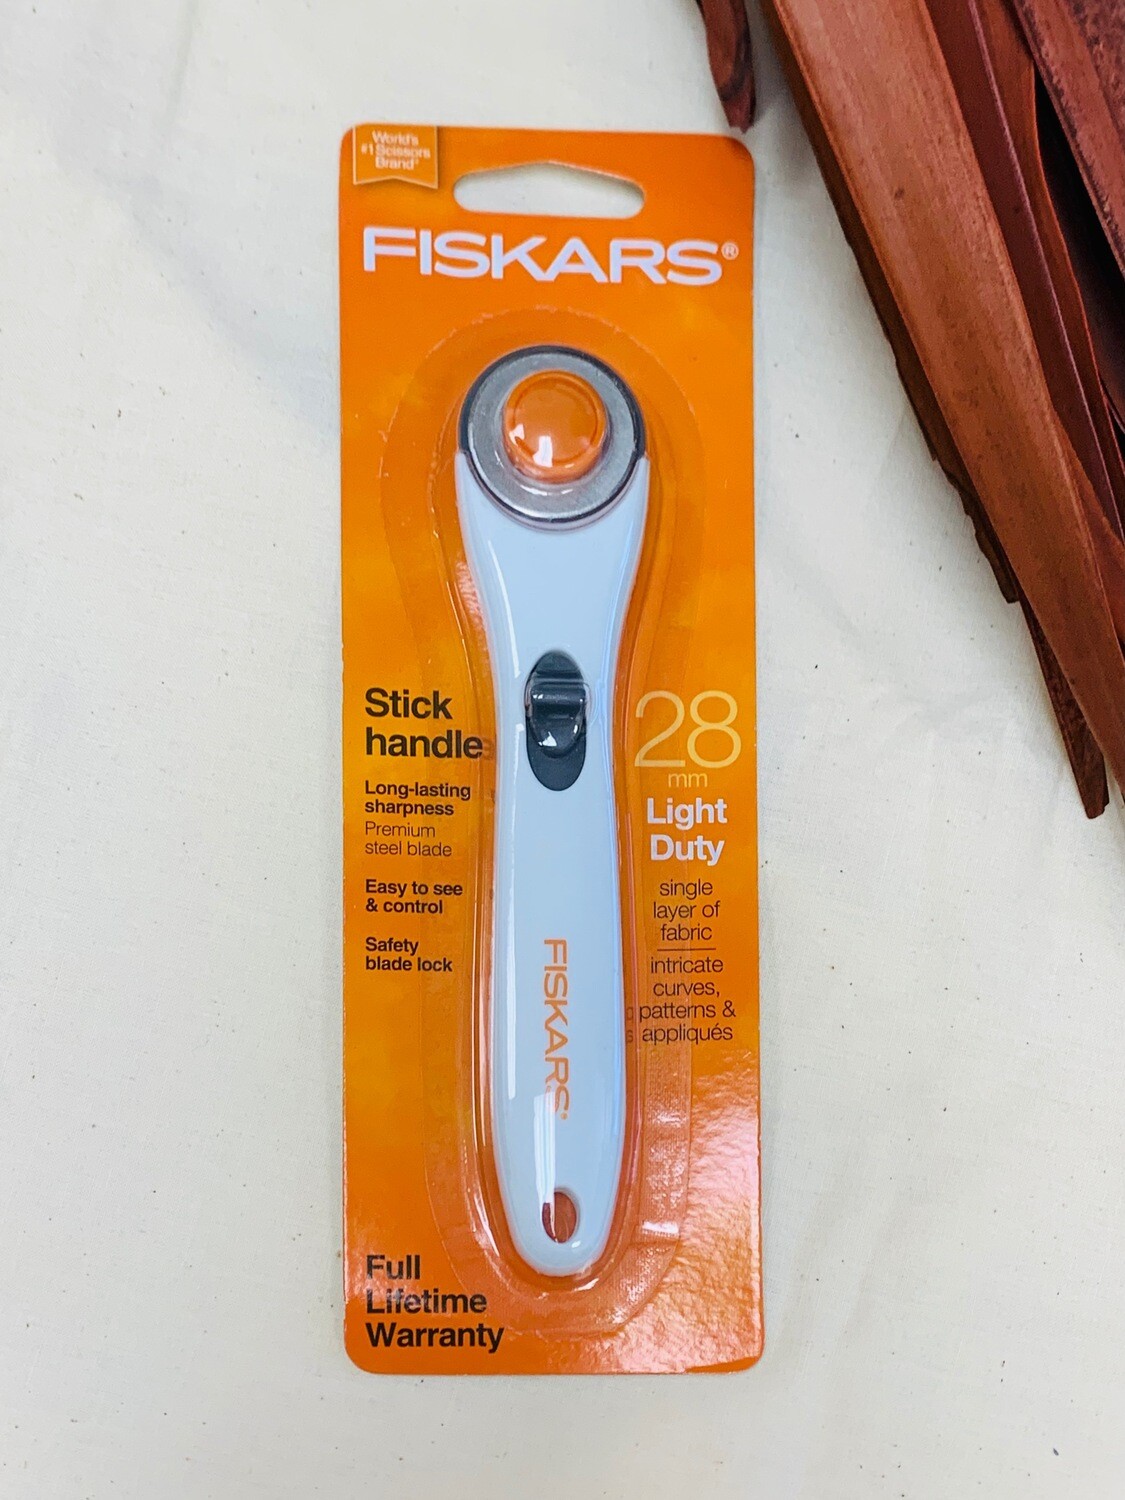 World's
#1 Scissors
Brand*
FISKARS®
Stick
handle
Long-lasting
sharpness
Premium
steel blade
Easy to see
& control
Safety
blade lock
28
mm
Light
Duty
single
layer of
fabric
intricate
curves,
patterns &
appliqués
FISKARS®
Full
Lifetime
Warranty